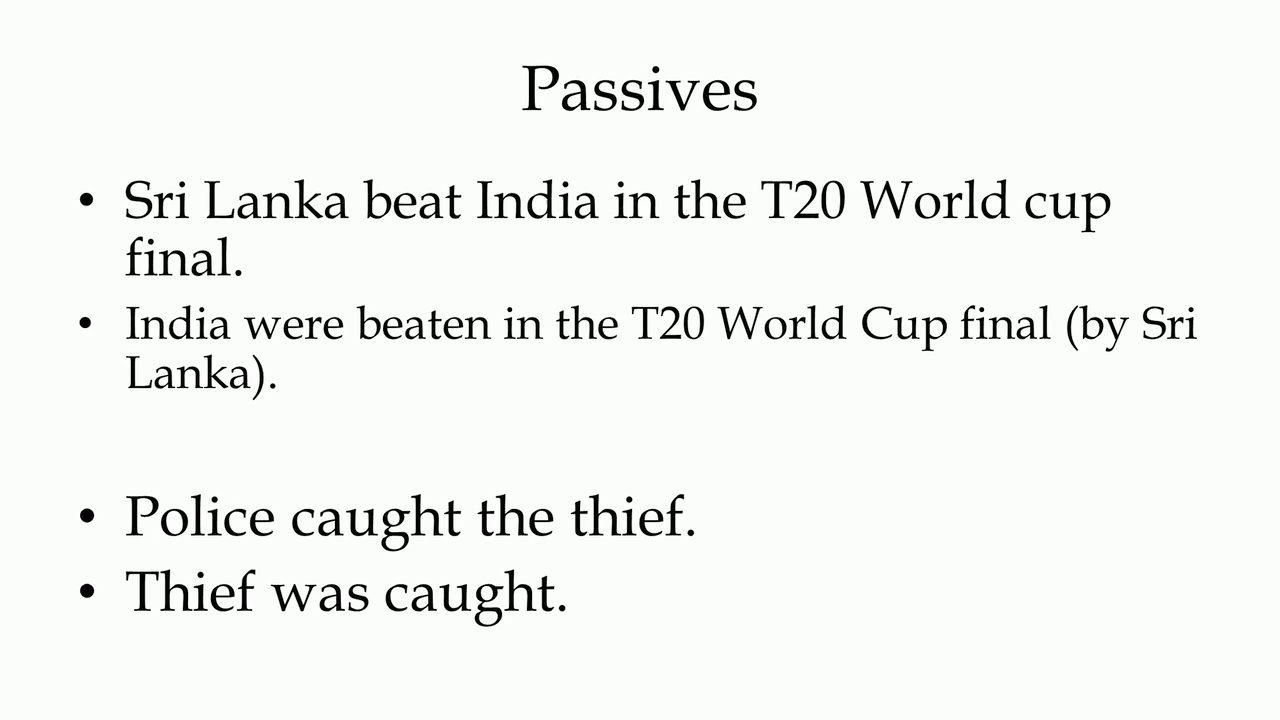 Passives
• Sri Lanka beat India in the T20 World cup
final.
• India were beaten in the T20 World Cup final (by Sri
Lanka).
• Police caught the thief.
• Thief was caught.